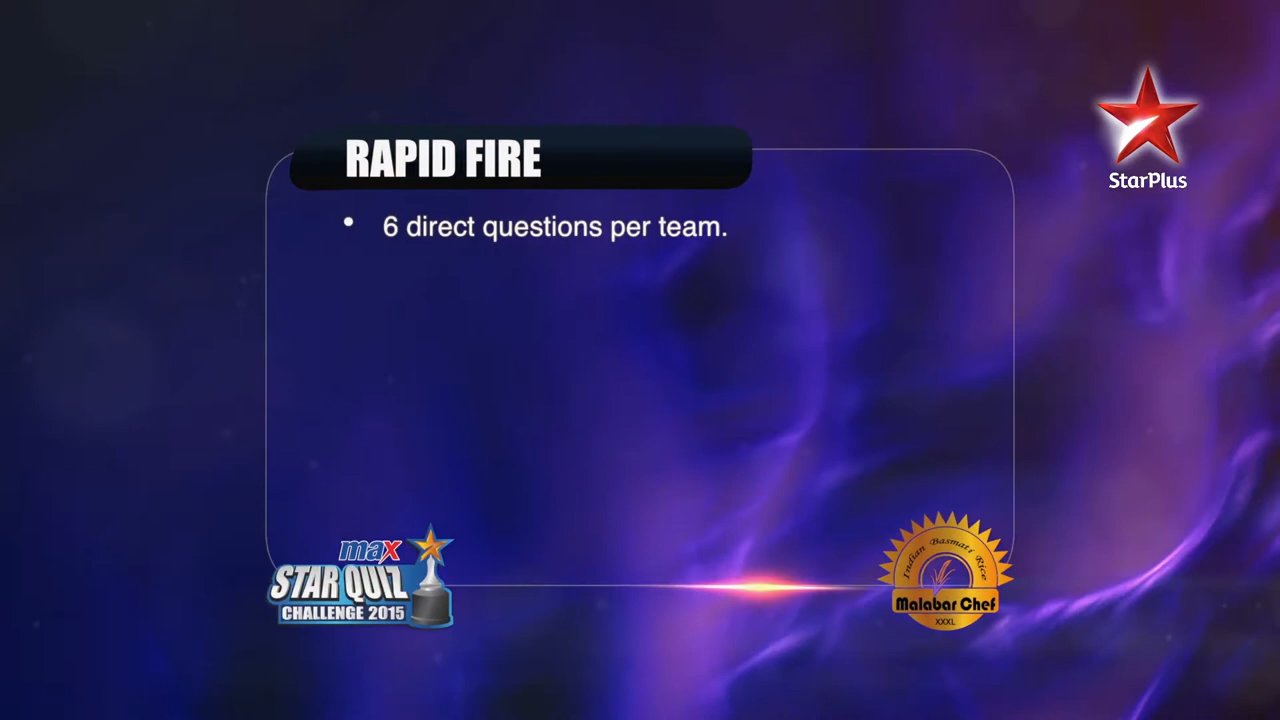 RAPID FIRE
• 6 direct questions per team.
StarPlus
max
STAR QUIZ
CHALLENGE 2015
Indian Basmati Rice
Malabar Chef
XXXL